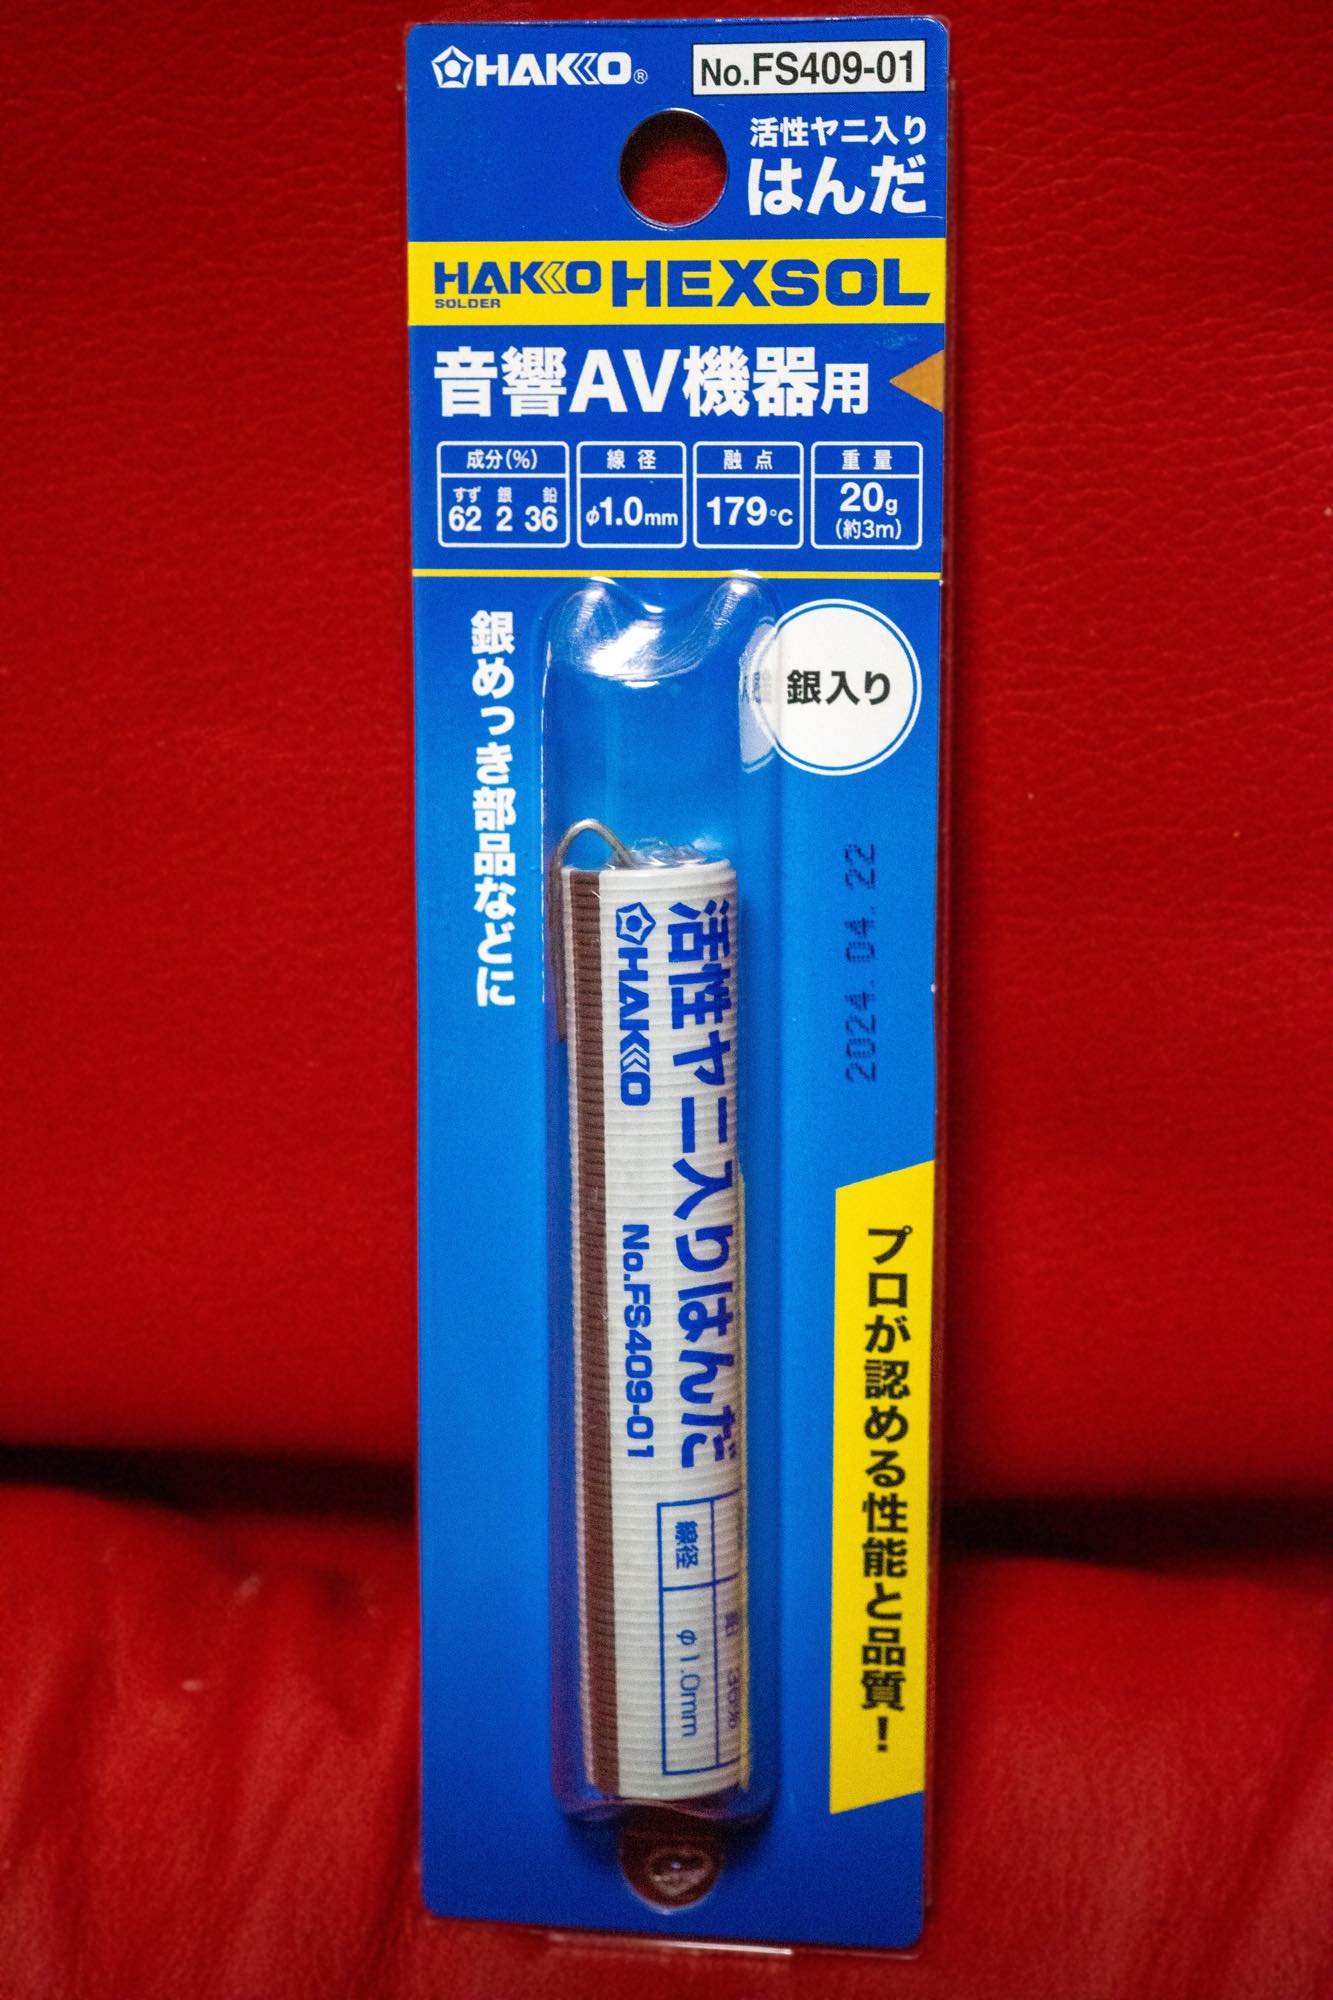 HAKKO®
No.FS409-01
活性ヤニ入り
はんだ
HAKKO HEXSOL
SOLDER
音響AV機器用
成分(%)
すず 銀 鉛
62 2 36
線径
φ1.0mm
融点
179℃
重量
20g
(約3m)
銀めっき部品などに
銀入り
2024.04.22
活性ヤニ入りはんだ
HAKKO No.FS409-01
線径 φ1.0mm
鉛 36%
プロが認める性能と品質！